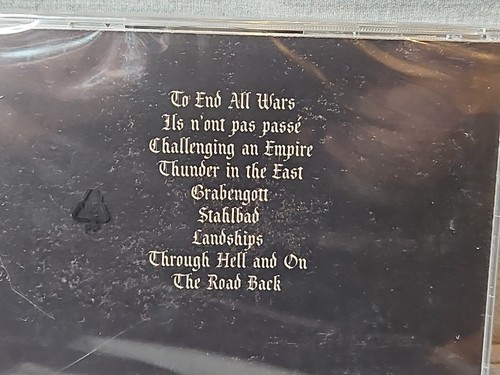 To End All Wars
Ils n'ont pas passé
Challenging an Empire
Thunder in the East
Grabengott
Stahlbad
Landships
Through Hell and On
The Road Back